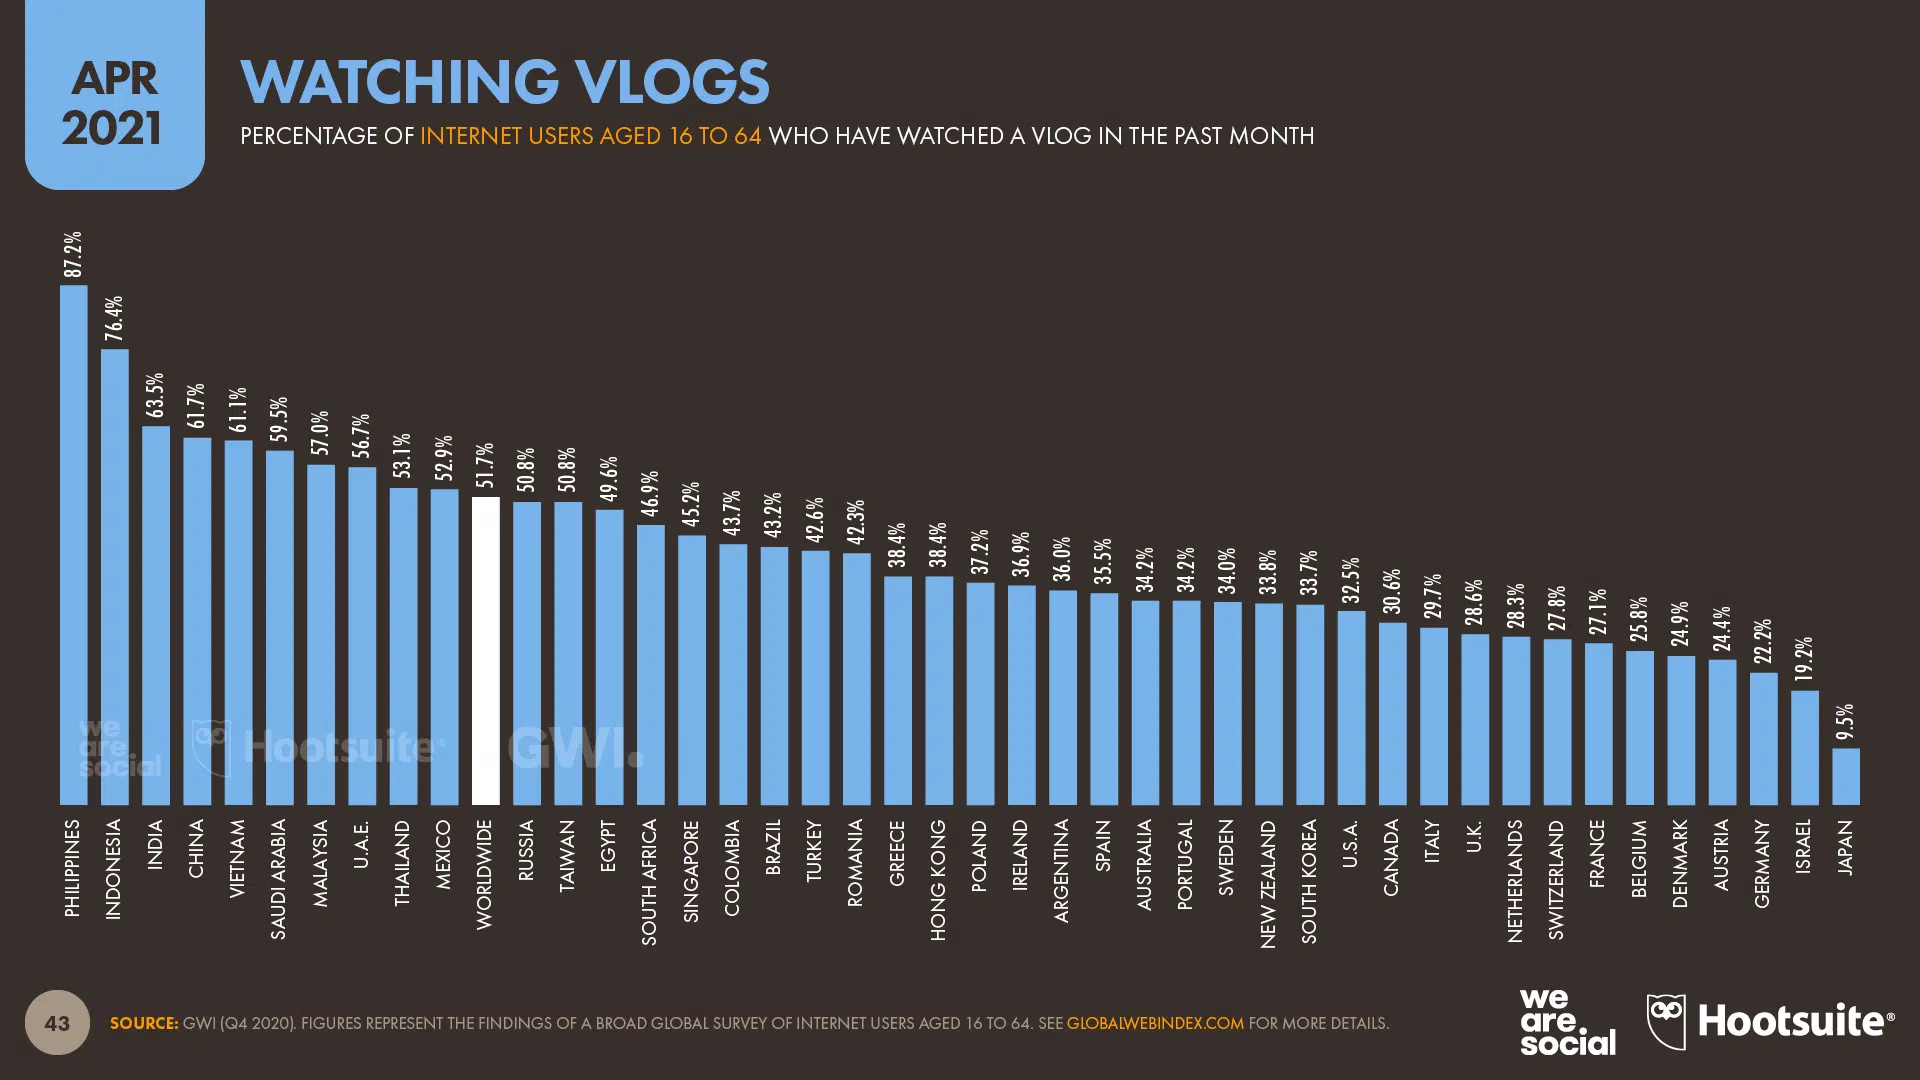 APR
2021
WATCHING VLOGS
PERCENTAGE OF INTERNET USERS AGED 16 TO 64 WHO HAVE WATCHED A VLOG IN THE PAST MONTH
87.2%
76.4%
63.5%
61.7%
61.1%
59.5%
57.0%
56.7%
53.1%
52.9%
51.7%
50.8%
50.8%
49.6%
46.9%
45.2%
43.7%
43.2%
42.6%
42.3%
38.4%
38.4%
37.2%
36.9%
36.0%
35.5%
34.2%
34.2%
34.0%
33.8%
33.7%
32.5%
30.6%
29.7%
28.6%
28.3%
27.8%
27.1%
25.8%
24.9%
24.4%
22.2%
19.2%
9.5%
we
are
social
Hootsuite®
GWI.
PHILIPPINES
INDONESIA
INDIA
CHINA
VIETNAM
SAUDI ARABIA
MALAYSIA
U.A.E.
THAILAND
MEXICO
WORLDWIDE
RUSSIA
TAIWAN
EGYPT
SOUTH AFRICA
SINGAPORE
COLOMBIA
BRAZIL
TURKEY
ROMANIA
GREECE
HONG KONG
POLAND
IRELAND
ARGENTINA
SPAIN
AUSTRALIA
PORTUGAL
SWEDEN
NEW ZEALAND
SOUTH KOREA
U.S.A.
CANADA
ITALY
U.K.
NETHERLANDS
SWITZERLAND
FRANCE
BELGIUM
DENMARK
AUSTRIA
GERMANY
ISRAEL
JAPAN
43
SOURCE: GWI (Q4 2020). FIGURES REPRESENT THE FINDINGS OF A BROAD GLOBAL SURVEY OF INTERNET USERS AGED 16 TO 64. SEE GLOBALWEBINDEX.COM FOR MORE DETAILS.
we
are
social
Hootsuite®